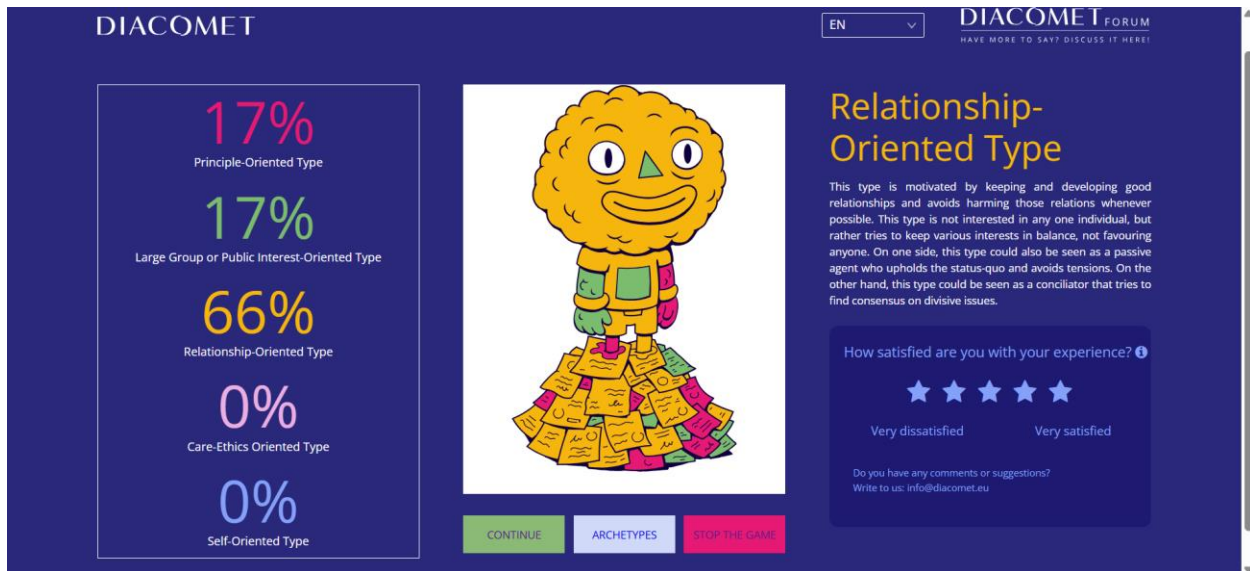 DIACOMET
EN
DIACOMET FORUM
HAVE MORE TO SAY? DISCUSS IT HERE!
17%
Principle-Oriented Type
17%
Large Group or Public Interest-Oriented Type
66%
Relationship-Oriented Type
0%
Care-Ethics Oriented Type
0%
Self-Oriented Type
CONTINUE
ARCHETYPES
STOP THE GAME
Relationship-
Oriented Type
This type is motivated by keeping and developing good
relationships and avoids harming those relations whenever
possible. This type is not interested in any one individual, but
rather tries to keep various interests in balance, not favouring
anyone. On one side, this type could also be seen as a passive
agent who upholds the status-quo and avoids tensions. On the
other hand, this type could be seen as a conciliator that tries to
find consensus on divisive issues.
How satisfied are you with your experience?
Very dissatisfied
Very satisfied
Do you have any comments or suggestions?
Write to us: info@diacomet.eu